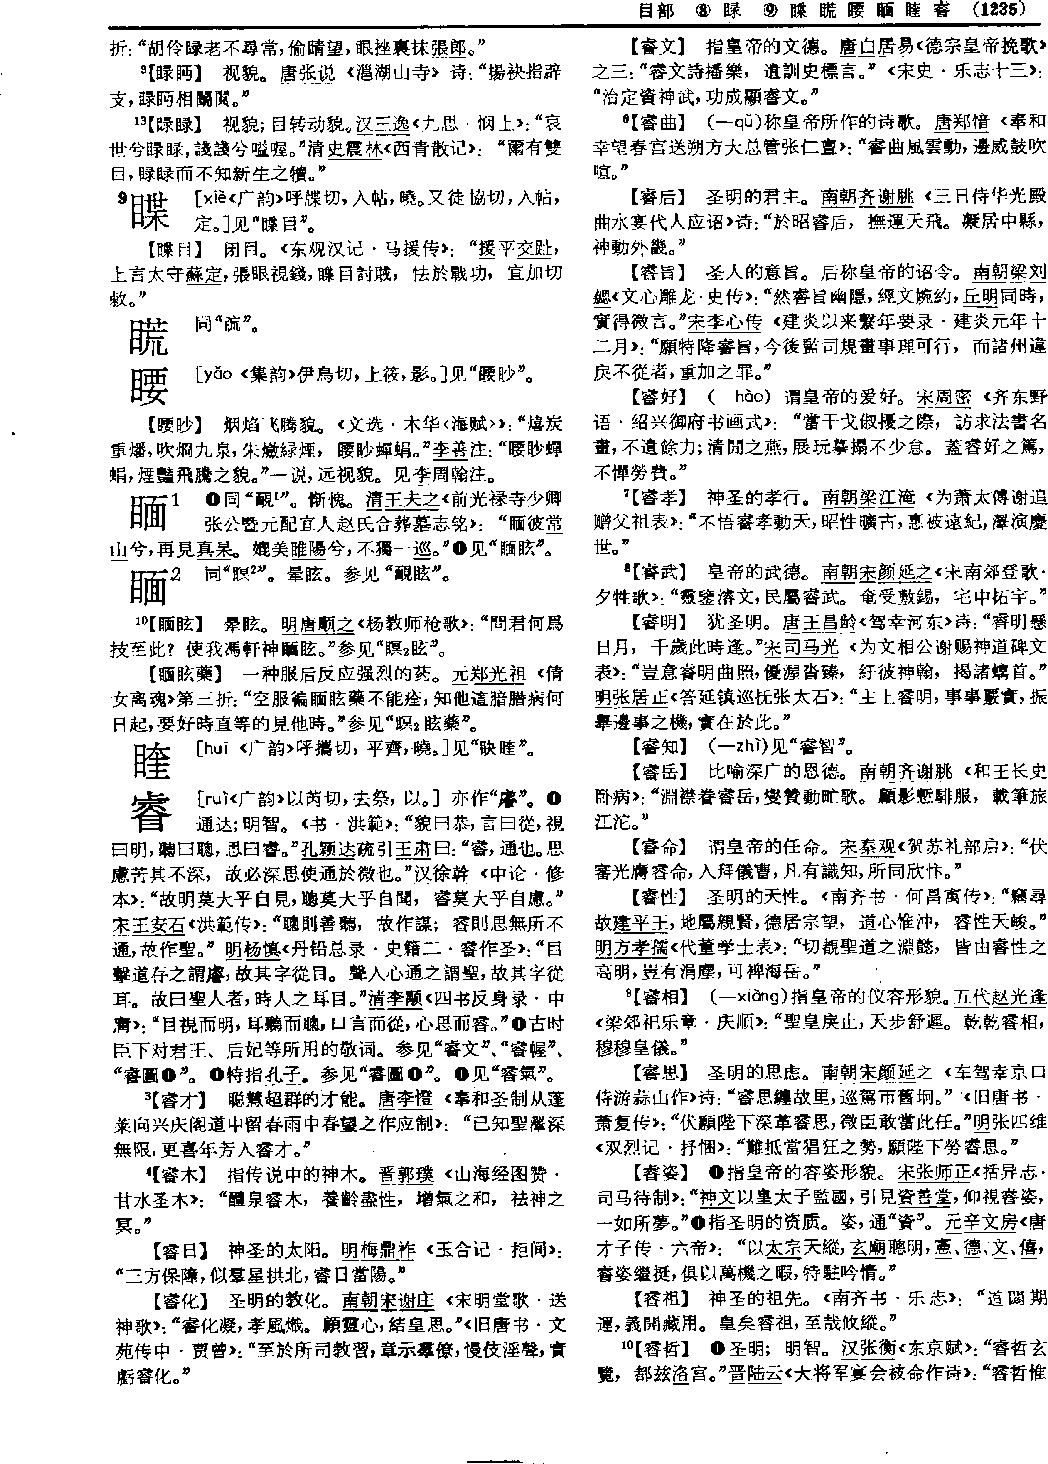 目部 ⑧ 睩 ⑨ 䁋 䀮 䁏 䩄 睳 睿 (1235)
折：“胡伶睩老不尋常，偷睛望，眼挫裏抹張郎。”
⁹【睩眄】 视貌。唐张说《灉湖山寺》诗：“揚袂指辟
支，睩眄相鬭閲。”
¹³【睩睩】 视貌；目转动貌。汉王逸《九思·悯上》：“哀
世兮睩睩，諓諓兮嗌喔。”清史震林《西青散记》：“爾有雙
目，睩睩而不知新生之犢。”
9䁋 [xiè《广韵》呼牒切，入帖，曉。又徒協切，入帖，
定。]见“䁋目”。
【䁋目】 闭目。《东观汉记·马援传》：“援平交阯，
上言太守蘇定，張眼視錢，䁋目討賊，怯於戰功，宜加切
敕。”
䀮 同“䀮”。
䁏 [yǎo《集韵》伊鳥切，上篠，影。]见“䁏眇”。
【䁏眇】 烟焰飞腾貌。《文选·木华〈海赋〉》：“熺炭
重燔，吹炯九泉，朱燉緑煙，䁏眇蟬蜎。”李善注：“䁏眇蟬
蜎，煙豔飛騰之貌。”一说，远视貌。见李周翰注。
1 ❶同“靦¹”。惭愧。清王夫之《前光禄寺少卿
张公暨元配宜人赵氏合葬墓志铭》：“彼常
山兮，再見真杲。媲美睢陽兮，不獨一巡。”❷见“眩”。
2 同“瞑²”。晕眩。参见“眩”。
¹⁰【眩】 晕眩。明唐顺之《杨教师枪歌》：“問君何爲
技至此？使我馮軒神眩。”参见“瞑₂眩”。
【眩藥】 一种服后反应强烈的药。元郑光祖《倩
女离魂》第三折：“空服徧眩藥不能痊，知他這腌臢病何
日起，要好時直等的見他時。”参见“瞑₂眩藥”。
睳 [huī《广韵》呼攜切，平齊，曉。]见“睳”。
睿 [ruì《广韵》以芮切，去祭，以。]亦作“”。❶
通达；明智。《书·洪範》：“貌曰恭，言曰從，視
曰明，聽曰聰，思曰睿。”孔颖达疏引王肃曰：“睿，通也。思
慮苦其不深，故必深思使通於微也。”汉徐幹《中论·修
本》：“故明莫大乎自見，聰莫大乎自聞，睿莫大乎自慮。”
宋王安石《洪範传》：“聰則善聽，故作謀；睿則思無所不
通，故作聖。”明杨慎《丹铅总录·史籍二·睿作圣》：“目
擊道存之謂，故其字從目。聲入心通之謂聖，故其字從
耳。故曰聖人者，時人之耳目。”清李颙《四书反身录·中
庸》：“目視而明，耳聽而聰，口言而從，心思而睿。”❷古时
臣下对君王、后妃等所用的敬词。参见“睿文”、“睿幄”、
“睿圖❶”。❸特指孔子。参见“睿圖❷”。❹见“睿氣”。
³【睿才】 聪慧超群的才能。唐李憕《奉和圣制从蓬
莱向兴庆阁道中留春雨中春望之作应制》：“已知聖澤深
無限，更喜年芳入睿才。”
⁴【睿木】 指传说中的神木。晋郭璞《山海经图赞·
甘水圣木》：“醴泉睿木，養齡盡性，增氣之和，祛神之
冥。”
【睿日】 神圣的太阳。明梅鼎祚《玉合记·拒间》：
“三方保障，似羣星拱北，睿日當陽。”
【睿化】 圣明的教化。南朝宋谢庄《宋明堂歌·送
神歌》：“睿化凝，孝風熾。顧靈心，結皇思。”《旧唐书·文
苑传中·贾曾》：“至於所司教習，章示羣僚，慢伎淫聲，實
虧睿化。”
【睿文】 指皇帝的文德。唐白居易《德宗皇帝挽歌》
之三：“睿文詩播樂，遺訓史標言。”《宋史·乐志十三》：
“治定資神武，功成顯睿文。”
⁶【睿曲】 （—qǔ）称皇帝所作的诗歌。唐郑愔《奉和
幸望春宫送朔方大总管张仁亶》：“睿曲風雲動，邊威鼓吹
喧。”
【睿后】 圣明的君主。南朝齐谢朓《三日侍华光殿
曲水宴代人应诏》诗：“於昭睿后，撫運天飛。凝居中縣，
神動外畿。”
【睿旨】 圣人的意旨。后称皇帝的诏令。南朝梁刘
勰《文心雕龙·史传》：“然睿旨幽隱，經文婉約，丘明同時，
實得微言。”宋李心传《建炎以来繫年要录·建炎元年十
二月》：“願特降睿旨，今後監司規畫事理可行，而諸州違
戾不從者，重加之罪。”
【睿好】 （ hào）谓皇帝的爱好。宋周密《齐东野
语·绍兴御府书画式》：“當干戈俶擾之際，訪求法書名
畫，不遺餘力；清閒之燕，展玩摹搨不少怠。蓋睿好之篤，
不憚勞費。”
⁷【睿孝】 神圣的孝行。南朝梁江淹《为萧太傅谢追
赠父祖表》：“不悟睿孝動天，昭性曠古，惠被遠紀，澤演慶
世。”
⁸【睿武】 皇帝的武德。南朝宋颜延之《宋南郊登歌·
夕牲歌》：“夤鑒濬文，民屬睿武。奄受敷錫，宅中拓宇。”
【睿明】 犹圣明。唐王昌龄《驾幸河东》诗：“睿明懸
日月，千歲此時逢。”宋司马光《为文相公谢赐神道碑文
表》：“豈意睿明曲照，優渥沓臻，紆彼神翰，揭諸螭首。”
明张居正《答延镇巡抚张太石》：“主上睿明，事事覈實，振
舉邊事之機，實在於此。”
【睿知】 （—zhì）见“睿智”。
【睿岳】 比喻深广的恩德。南朝齐谢朓《和王长史
卧病》：“淵襟眷睿岳，燮贊動甿歌。顧影慙騑服，載筆旅
江沱。”
【睿命】 谓皇帝的任命。宋秦观《贺苏礼部启》：“伏
審光膺睿命，入拜儀曹，凡有識知，所同欣忭。”
【睿性】 圣明的天性。《南齐书·何昌寓传》：“竊尋
故建平王，地屬親賢，德居宗望，道心惟沖，睿性天峻。”
明方孝孺《代董学士表》：“切覩聖道之淵懿，皆由睿性之
高明，豈有涓塵，可裨海岳。”
⁹【睿相】 （—xiàng）指皇帝的仪容形貌。五代赵光逢
《梁郊祀乐章·庆顺》：“聖皇戾止，天步舒遲。乾乾睿相，
穆穆皇儀。”
【睿思】 圣明的思虑。南朝宋颜延之《车驾幸京口
侍游蒜山作》诗：“睿思纏故里，巡駕帀舊坰。”《旧唐书·
萧复传》：“伏願陛下深革睿思，微臣敢當此任。”明张四维
《双烈记·抒悃》：“難抵當猖狂之勢，願陛下勞睿思。”
【睿姿】 ❶指皇帝的容姿形貌。宋张师正《括异志·
司马待制》：“神文以皇太子監國，引見資善堂，仰視睿姿，
一如所夢。”❷指圣明的资质。姿，通“資”。元辛文房《唐
才子传·六帝》：“以太宗天縱，玄廟聰明，憲、德、文、僖，
睿姿繼挺，俱以萬機之暇，特駐吟情。”
【睿祖】 神圣的祖先。《南齐书·乐志》：“道闢期
運，義開藏用。皇矣睿祖，至哉攸縱。”
¹⁰【睿哲】 ❶圣明；明智。汉张衡《东京赋》：“睿哲玄
覽，都兹洛宫。”晋陆云《大将军宴会被命作诗》：“睿哲惟